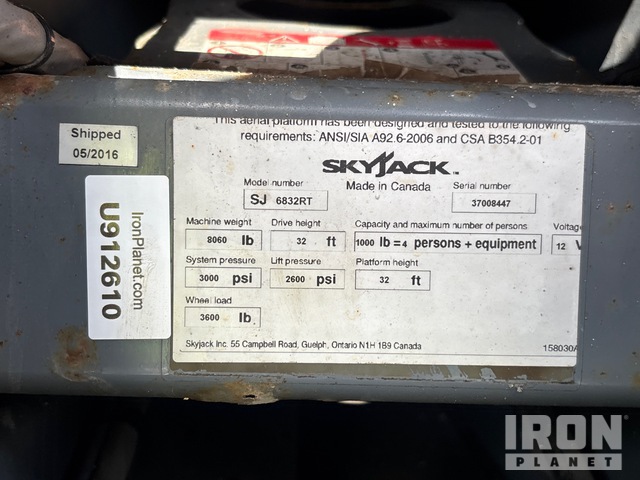 Shipped
05/2016
IronPlanet.com
U912610
This aerial platform has been designed and tested to the following
requirements: ANSI/SIA A92.6-2006 and CSA B354.2-01
SKYJACK
Made in Canada
Model number
SJ 6832RT
Serial number
37008447
Machine weight
8060 lb
Drive height
32 ft
Capacity and maximum number of persons
1000 lb = 4 persons + equipment
Voltage
12 V
System pressure
3000 psi
Lift pressure
2600 psi
Platform height
32 ft
Wheel load
3600 lb
Skyjack Inc. 55 Campbell Road, Guelph, Ontario N1H 1B9 Canada
158030A
IRON
PLANET